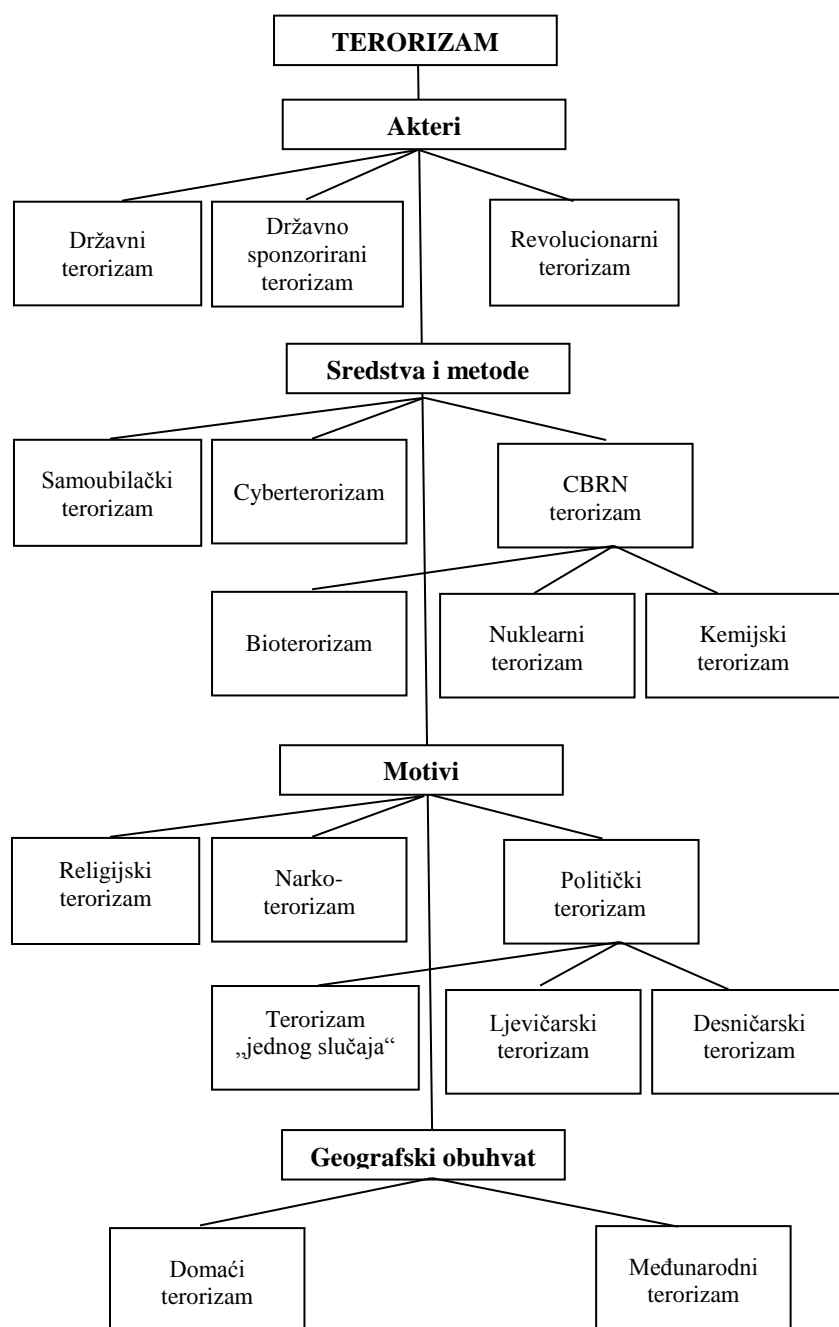 TERORIZAM
Akteri
Državni
terorizam
Državno
sponzorirani
terorizam
Revolucionarni
terorizam
Sredstva i metode
Samoubilački
terorizam
Cyberterorizam
CBRN
terorizam
Bioterorizam
Nuklearni
terorizam
Kemijski
terorizam
Motivi
Religijski
terorizam
Narko-
terorizam
Politički
terorizam
Terorizam
„jednog slučaja“
Ljevičarski
terorizam
Desničarski
terorizam
Geografski obuhvat
Domaći
terorizam
Međunarodni
terorizam